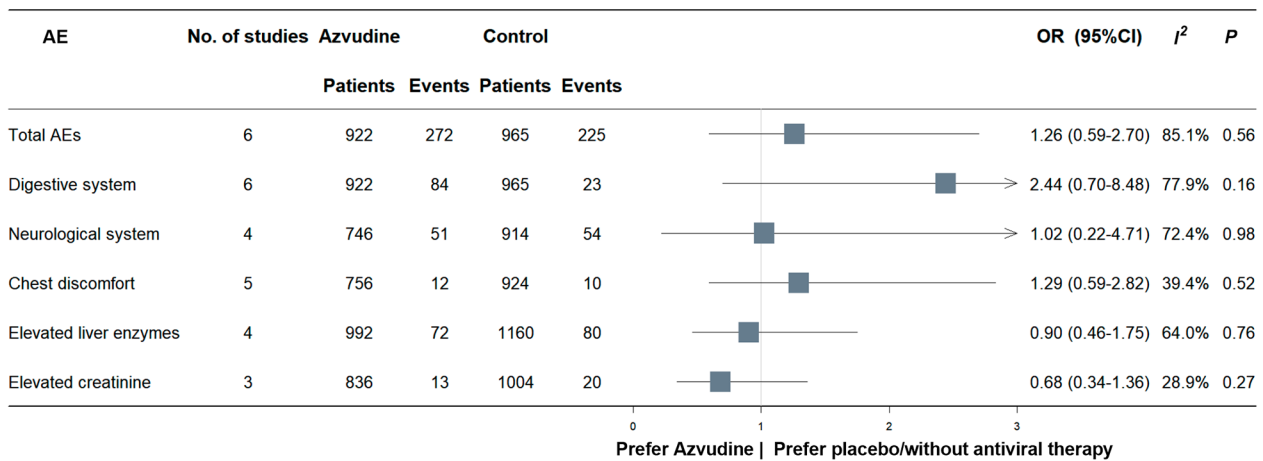 AE No. of studies Azvudine Control OR (95%CI) I² P
Patients Events Patients Events
Total AEs 6 922 272 965 225 1.26 (0.59-2.70) 85.1% 0.56
Digestive system 6 922 84 965 23 2.44 (0.70-8.48) 77.9% 0.16
Neurological system 4 746 51 914 54 1.02 (0.22-4.71) 72.4% 0.98
Chest discomfort 5 756 12 924 10 1.29 (0.59-2.82) 39.4% 0.52
Elevated liver enzymes 4 992 72 1160 80 0.90 (0.46-1.75) 64.0% 0.76
Elevated creatinine 3 836 13 1004 20 0.68 (0.34-1.36) 28.9% 0.27
0 1 2 3
Prefer Azvudine | Prefer placebo/without antiviral therapy